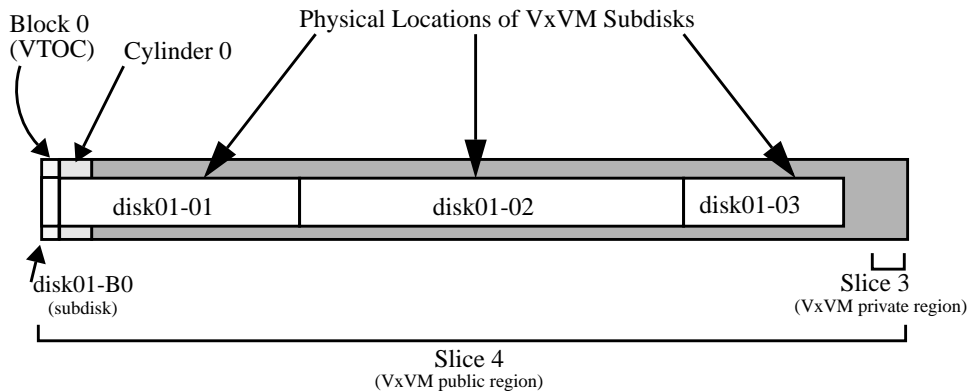 Physical Locations of VxVM Subdisks
Block 0
(VTOC)
Cylinder 0
disk01-01
disk01-02
disk01-03
disk01-B0
(subdisk)
Slice 3
(VxVM private region)
Slice 4
(VxVM public region)